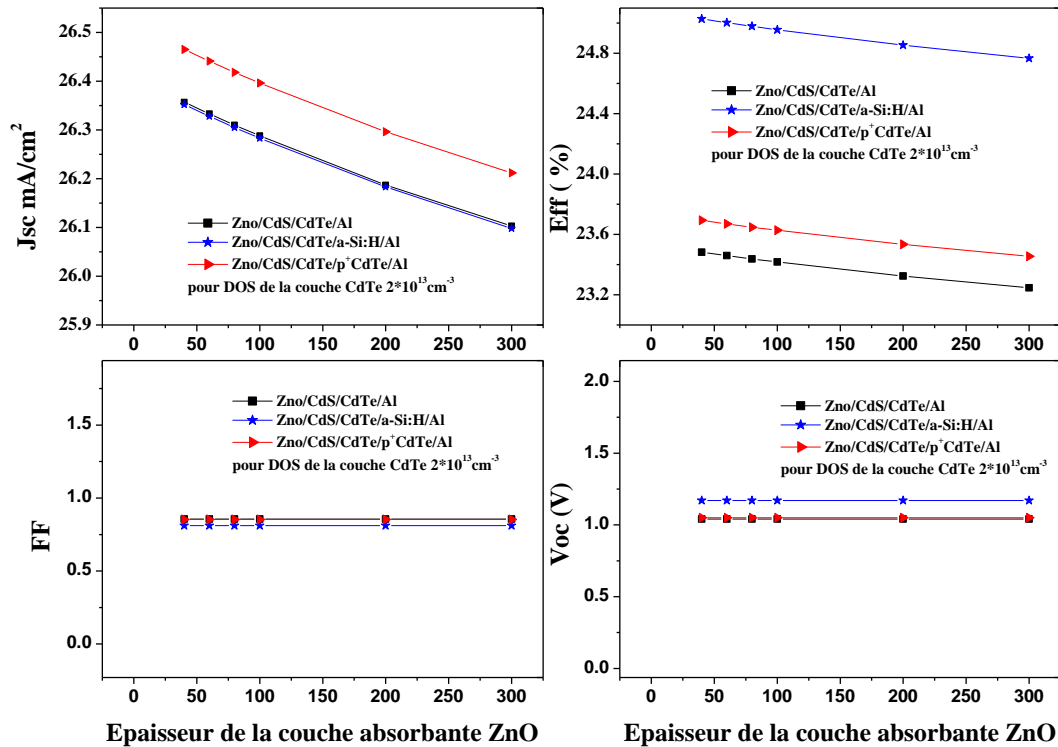 Jsc mA/cm²
26.5
26.4
26.3
26.2
26.1
26.0
25.9
Zno/CdS/CdTe/Al
Zno/CdS/CdTe/a-Si:H/Al
Zno/CdS/CdTe/p⁺CdTe/Al
pour DOS de la couche CdTe 2*10¹³cm⁻³
0 50 100 150 200 250 300
Eff ( %)
24.8
24.4
24.0
23.6
23.2
Zno/CdS/CdTe/Al
Zno/CdS/CdTe/a-Si:H/Al
Zno/CdS/CdTe/p⁺CdTe/Al
pour DOS de la couche CdTe 2*10¹³cm⁻³
0 50 100 150 200 250 300
FF
1.5
1.0
0.5
0.0
Zno/CdS/CdTe/Al
Zno/CdS/CdTe/a-Si:H/Al
Zno/CdS/CdTe/p⁺CdTe/Al
pour DOS de la couche CdTe 2*10¹³cm⁻³
0 50 100 150 200 250 300
Epaisseur de la couche absorbante ZnO
Voc (V)
2.0
1.5
1.0
0.5
0.0
Zno/CdS/CdTe/Al
Zno/CdS/CdTe/a-Si:H/Al
Zno/CdS/CdTe/p⁺CdTe/Al
pour DOS de la couche CdTe 2*10¹³cm⁻³
0 50 100 150 200 250 300
Epaisseur de la couche absorbante ZnO